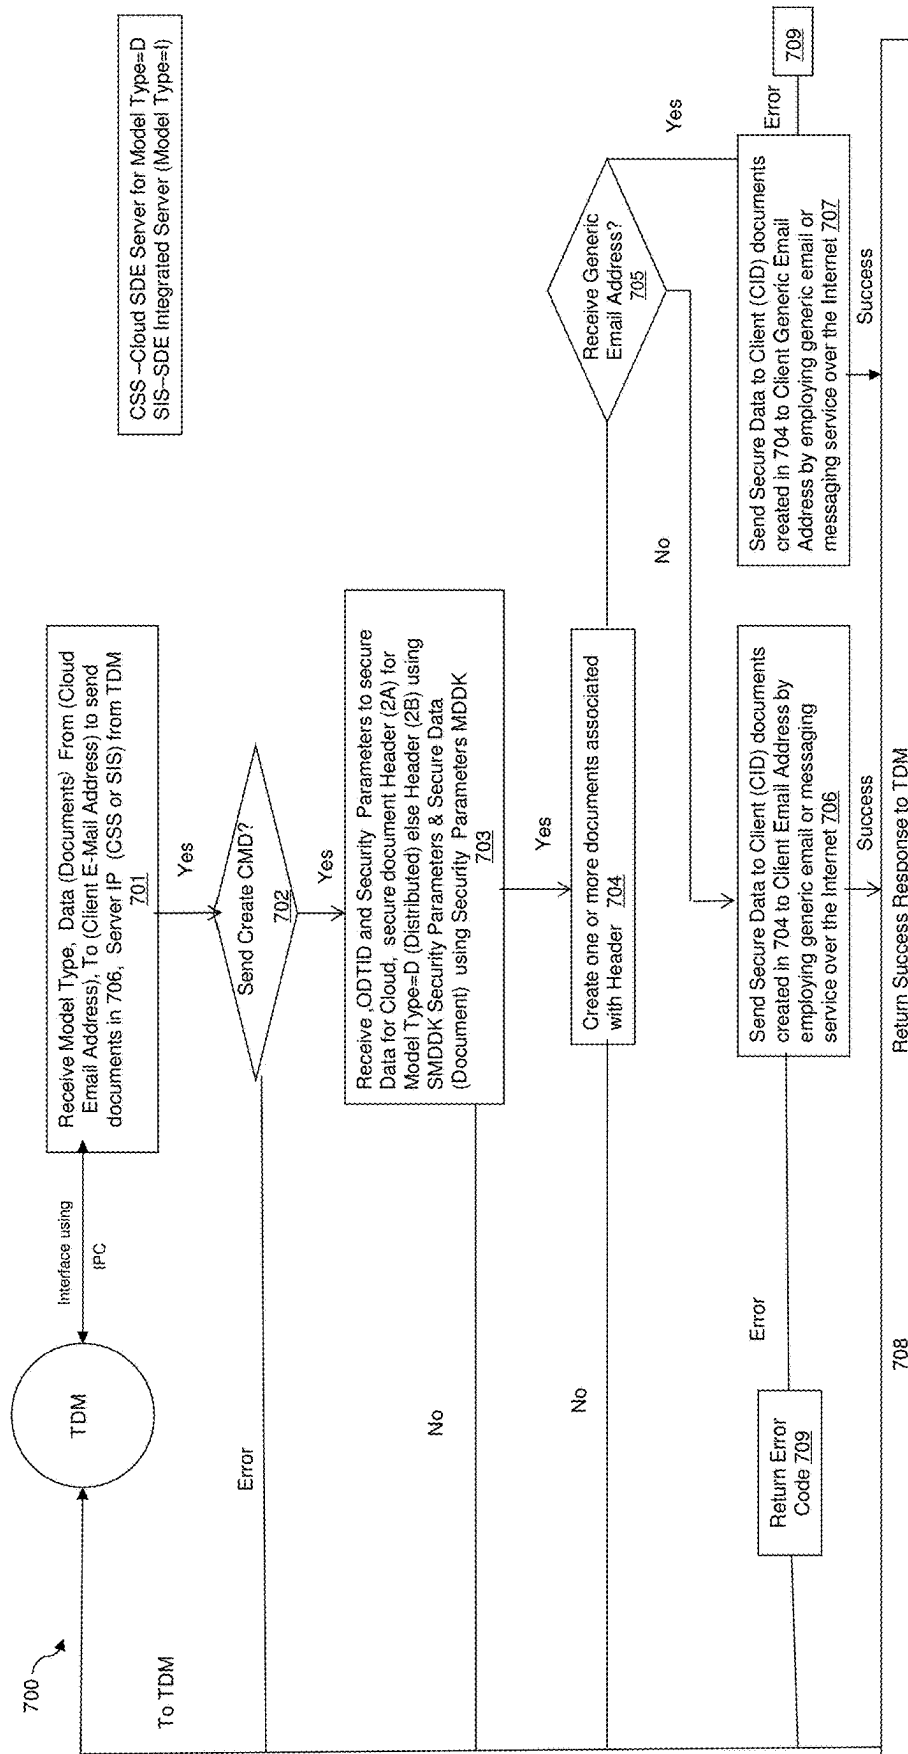 700
To TDM
TDM
Interface using
IPC
Receive Model Type, Data (Documents) From (Cloud
Email Address), To (Client E-Mail Address) to send
documents in 706, Server IP (CSS or SIS) from TDM
701
CSS–Cloud SDE Server for Model Type=D
SIS–SDE Integrated Server (Model Type=I)
Yes
Send Create CMD?
702
Error
Yes
Receive ,ODTID and Security Parameters to secure
Data for Cloud, secure document Header (2A) for
Model Type=D (Distributed) else Header (2B) using
SMDDK Security Parameters & Secure Data
(Document) using Security Parameters MDDK
703
No
Yes
Create one or more documents associated
with Header 704
No
Receive Generic
Email Address?
705
Yes
No
Send Secure Data to Client (CID) documents
created in 704 to Client Email Address by
employing generic email or messaging
service over the Internet 706
Error
Return Error
Code 709
Success
Send Secure Data to Client (CID) documents
created in 704 to Client Generic Email
Address by employing generic email or
messaging service over the Internet 707
Error
709
Success
708
Return Success Response to TDM